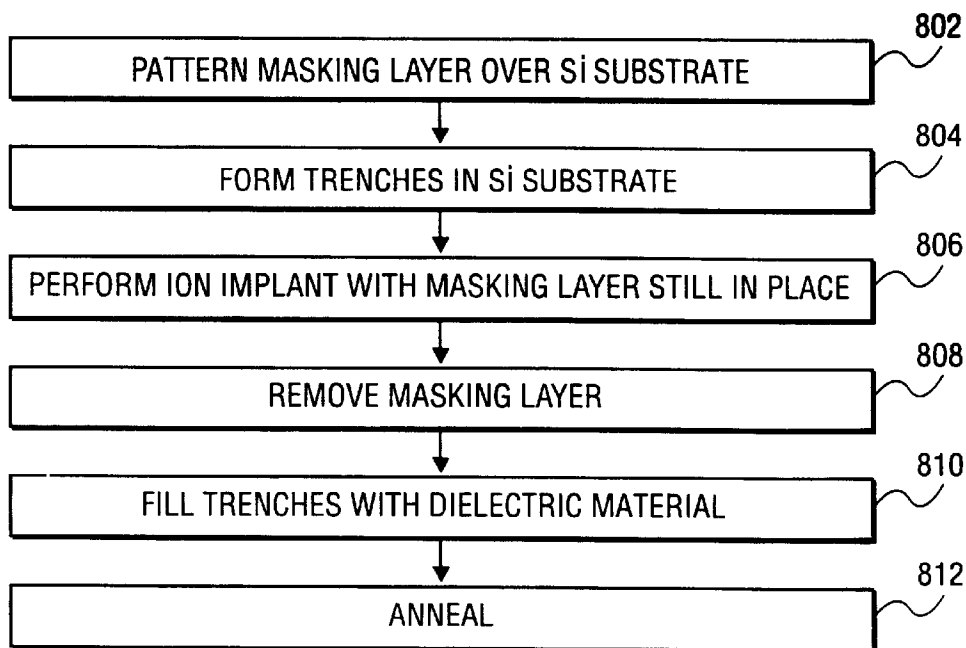 802
PATTERN MASKING LAYER OVER Si SUBSTRATE
804
FORM TRENCHES IN Si SUBSTRATE
806
PERFORM ION IMPLANT WITH MASKING LAYER STILL IN PLACE
808
REMOVE MASKING LAYER
810
FILL TRENCHES WITH DIELECTRIC MATERIAL
812
ANNEAL